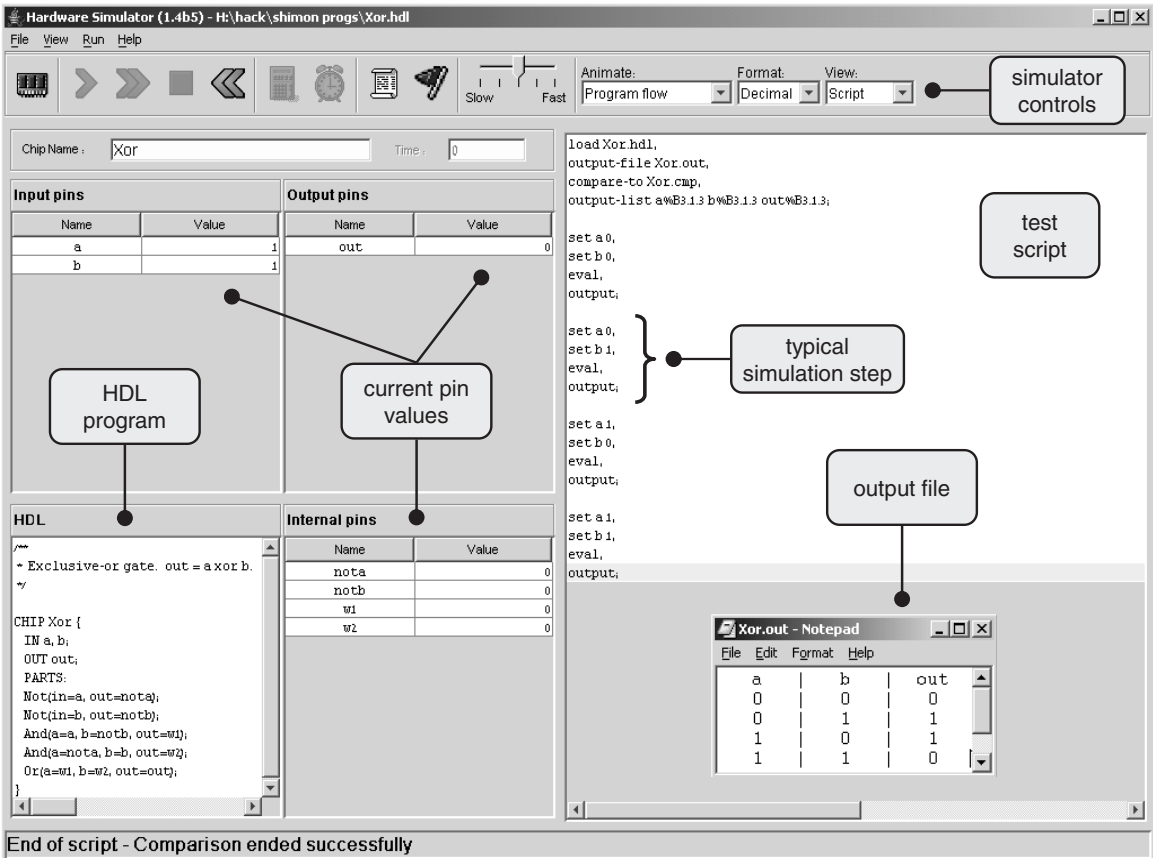 Hardware Simulator (1.4b5) - H:\hack\shimon progs\Xor.hdl
File View Run Help
Slow Fast
Animate: Format: View:
Program flow Decimal Script
simulator
controls
Chip Name : Xor Time : 0
Input pins
Name Value
a 1
b 1
Output pins
Name Value
out 0
HDL
program
current pin
values
HDL
/**
* Exclusive-or gate. out = a xor b.
*/
CHIP Xor {
IN a, b;
OUT out;
PARTS:
Not(in=a, out=nota);
Not(in=b, out=notb);
And(a=a, b=notb, out=w1);
And(a=nota, b=b, out=w2);
Or(a=w1, b=w2, out=out);
}
Internal pins
Name Value
nota 0
notb 0
w1 0
w2 0
load Xor.hdl,
output-file Xor.out,
compare-to Xor.cmp,
output-list a%B3.1.3 b%B3.1.3 out%B3.1.3;
set a 0,
set b 0,
eval,
output;
set a 0,
set b 1,
eval,
output;
set a 1,
set b 0,
eval,
output;
set a 1,
set b 1,
eval,
output;
test
script
typical
simulation step
output file
Xor.out - Notepad
File Edit Format Help
a | b | out
0 | 0 | 0
0 | 1 | 1
1 | 0 | 1
1 | 1 | 0
End of script - Comparison ended successfully